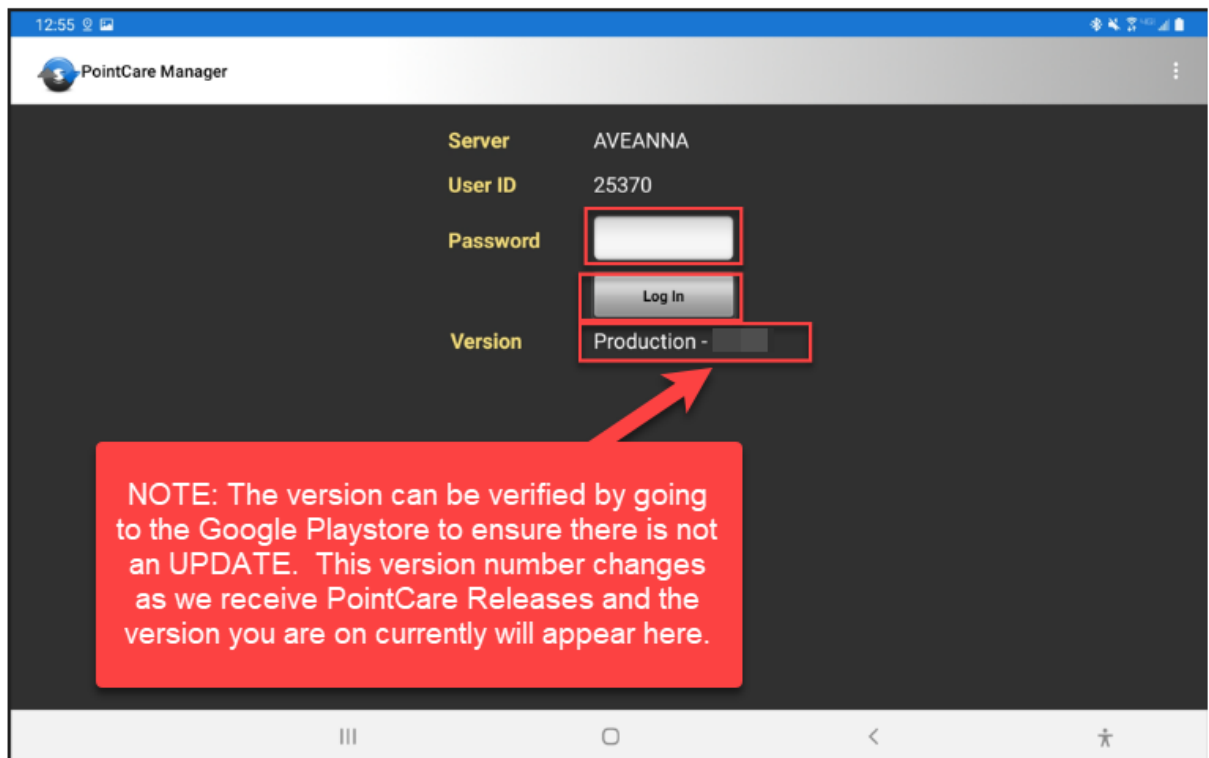 12:55
PointCare Manager
Server AVEANNA
User ID 25370
Password
Log In
Version Production -
NOTE: The version can be verified by going
to the Google Playstore to ensure there is not
an UPDATE. This version number changes
as we receive PointCare Releases and the
version you are on currently will appear here.